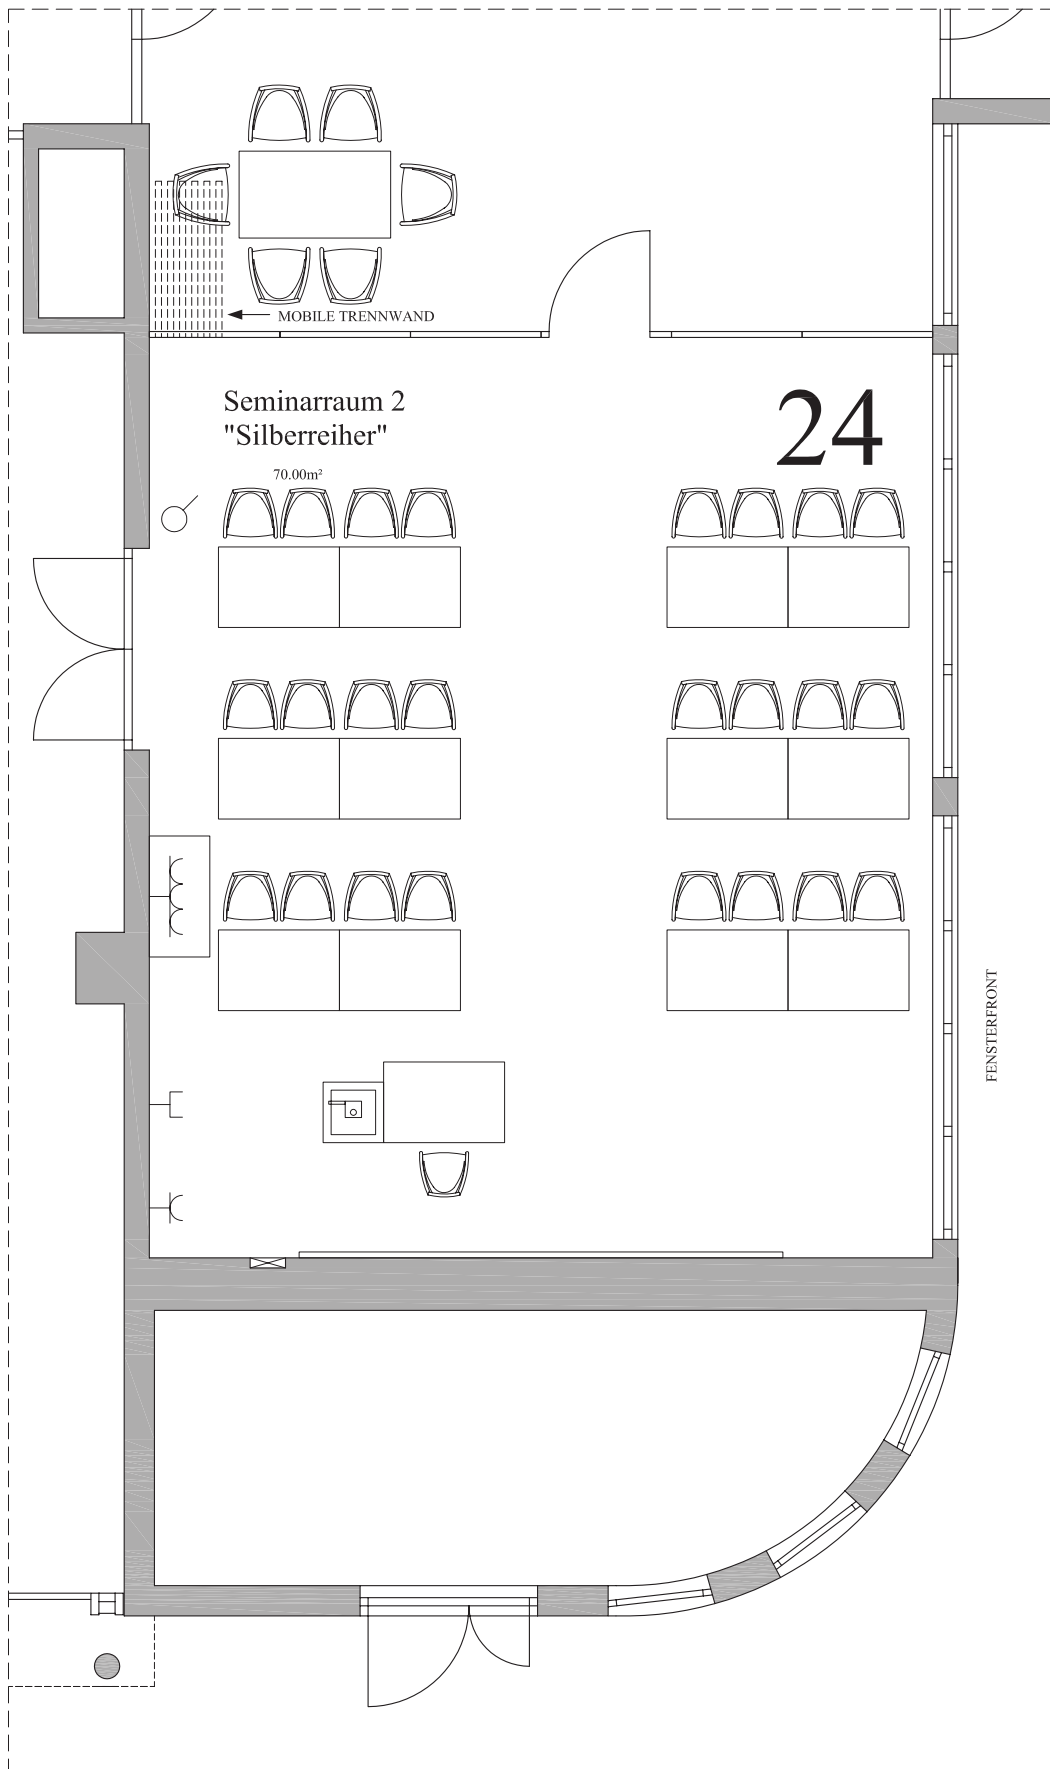 MOBILE TRENNWAND
Seminarraum 2
"Silberreiher"
70.00m²
24
FENSTERFRONT